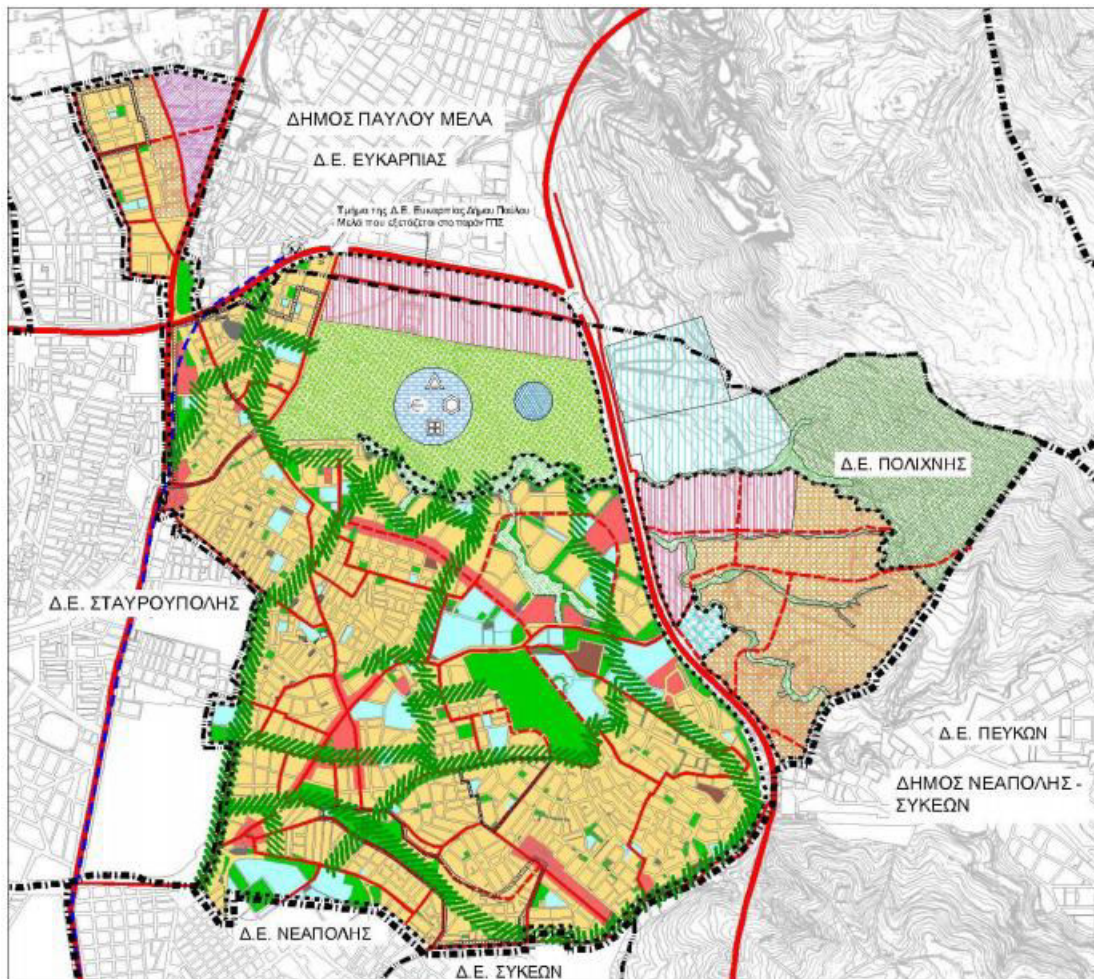 ΔΗΜΟΣ ΠΑΥΛΟΥ ΜΕΛΑ
Δ.Ε. ΕΥΚΑΡΠΙΑΣ
Τμήμα της Δ.Ε. Ευκαρπίας Δήμου Παύλου
Μελά που εξετάζεται στο παρόν ΓΠΣ
Δ.Ε. ΠΟΛΙΧΝΗΣ
Δ.Ε. ΣΤΑΥΡΟΥΠΟΛΗΣ
Δ.Ε. ΠΕΥΚΩΝ
ΔΗΜΟΣ ΝΕΑΠΟΛΗΣ -
ΣΥΚΕΩΝ
Δ.Ε. ΝΕΑΠΟΛΗΣ
Δ.Ε. ΣΥΚΕΩΝ